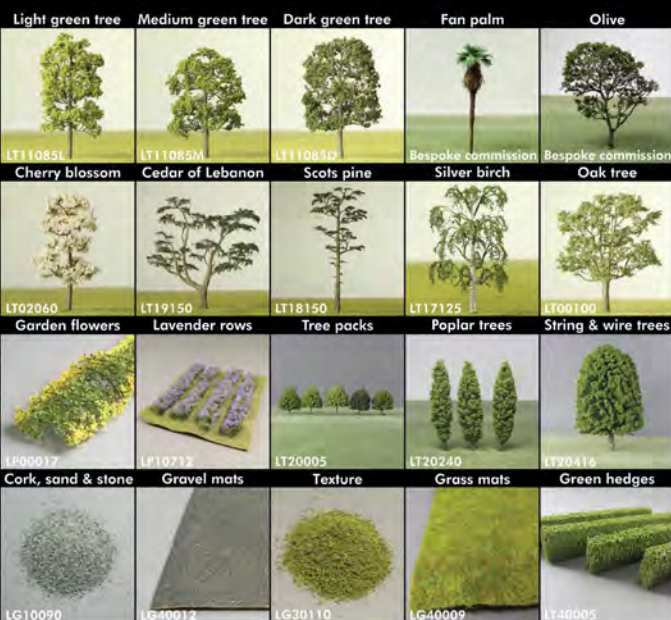 Light green tree
Medium green tree
Dark green tree
Fan palm
Olive
LT11085L
LT11085M
LT11085D
Bespoke commission
Bespoke commission
Cherry blossom
Cedar of Lebanon
Scots pine
Silver birch
Oak tree
LT02060
LT19150
LT18150
LT17125
LT00100
Garden flowers
Lavender rows
Tree packs
Poplar trees
String & wire trees
LP00017
LP10712
LT20005
LT20240
LT20416
Cork, sand & stone
Gravel mats
Texture
Grass mats
Green hedges
LG10090
LG40012
LG30110
LG40009
LT40005